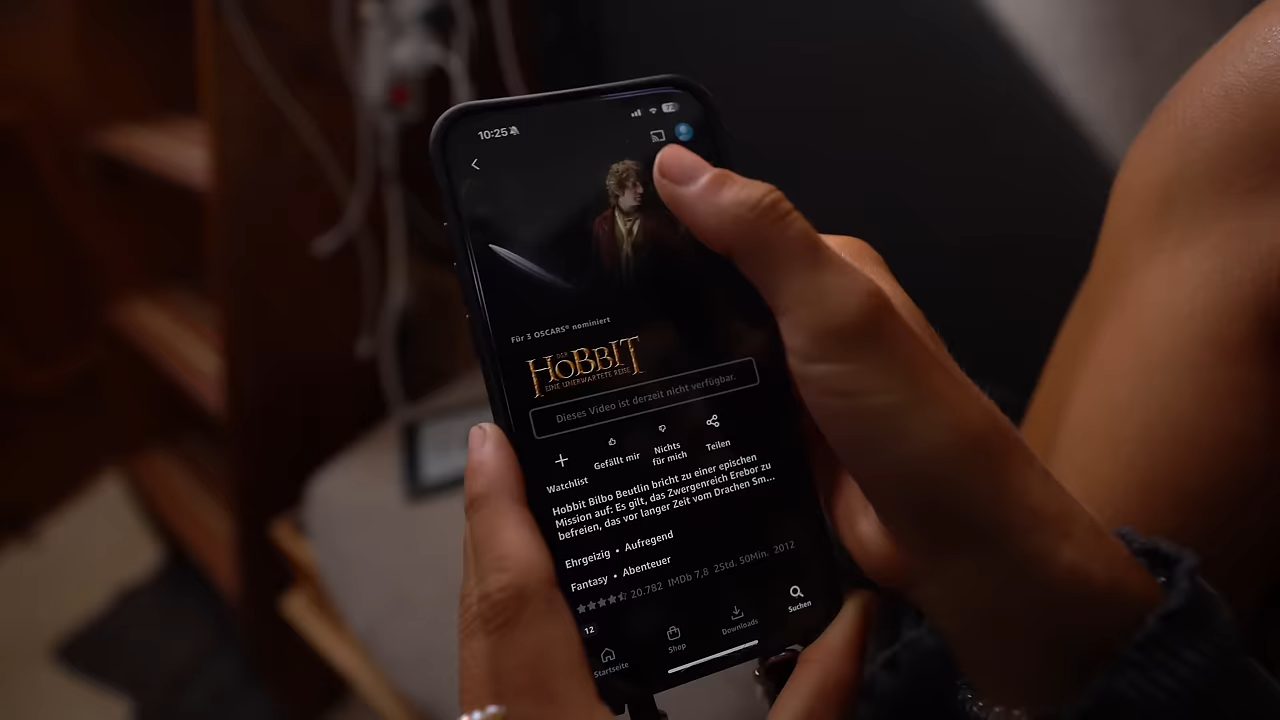 10:25
73
Für 3 OSCARS® nominiert
DER
HOBBIT
EINE UNERWARTETE REISE
Dieses Video ist derzeit nicht verfügbar.
Watchlist
Gefällt mir
Nichts
für mich
Teilen
Hobbit Bilbo Beutlin bricht zu einer epischen
Mission auf: Es gilt, das Zwergenreich Erebor zu
befreien, das vor langer Zeit vom Drachen Sm...
Ehrgeizig • Aufregend
Fantasy • Abenteuer
20.782 IMDb 7,8 2Std. 50Min. 2012
12
Startseite
Shop
Downloads
Suchen